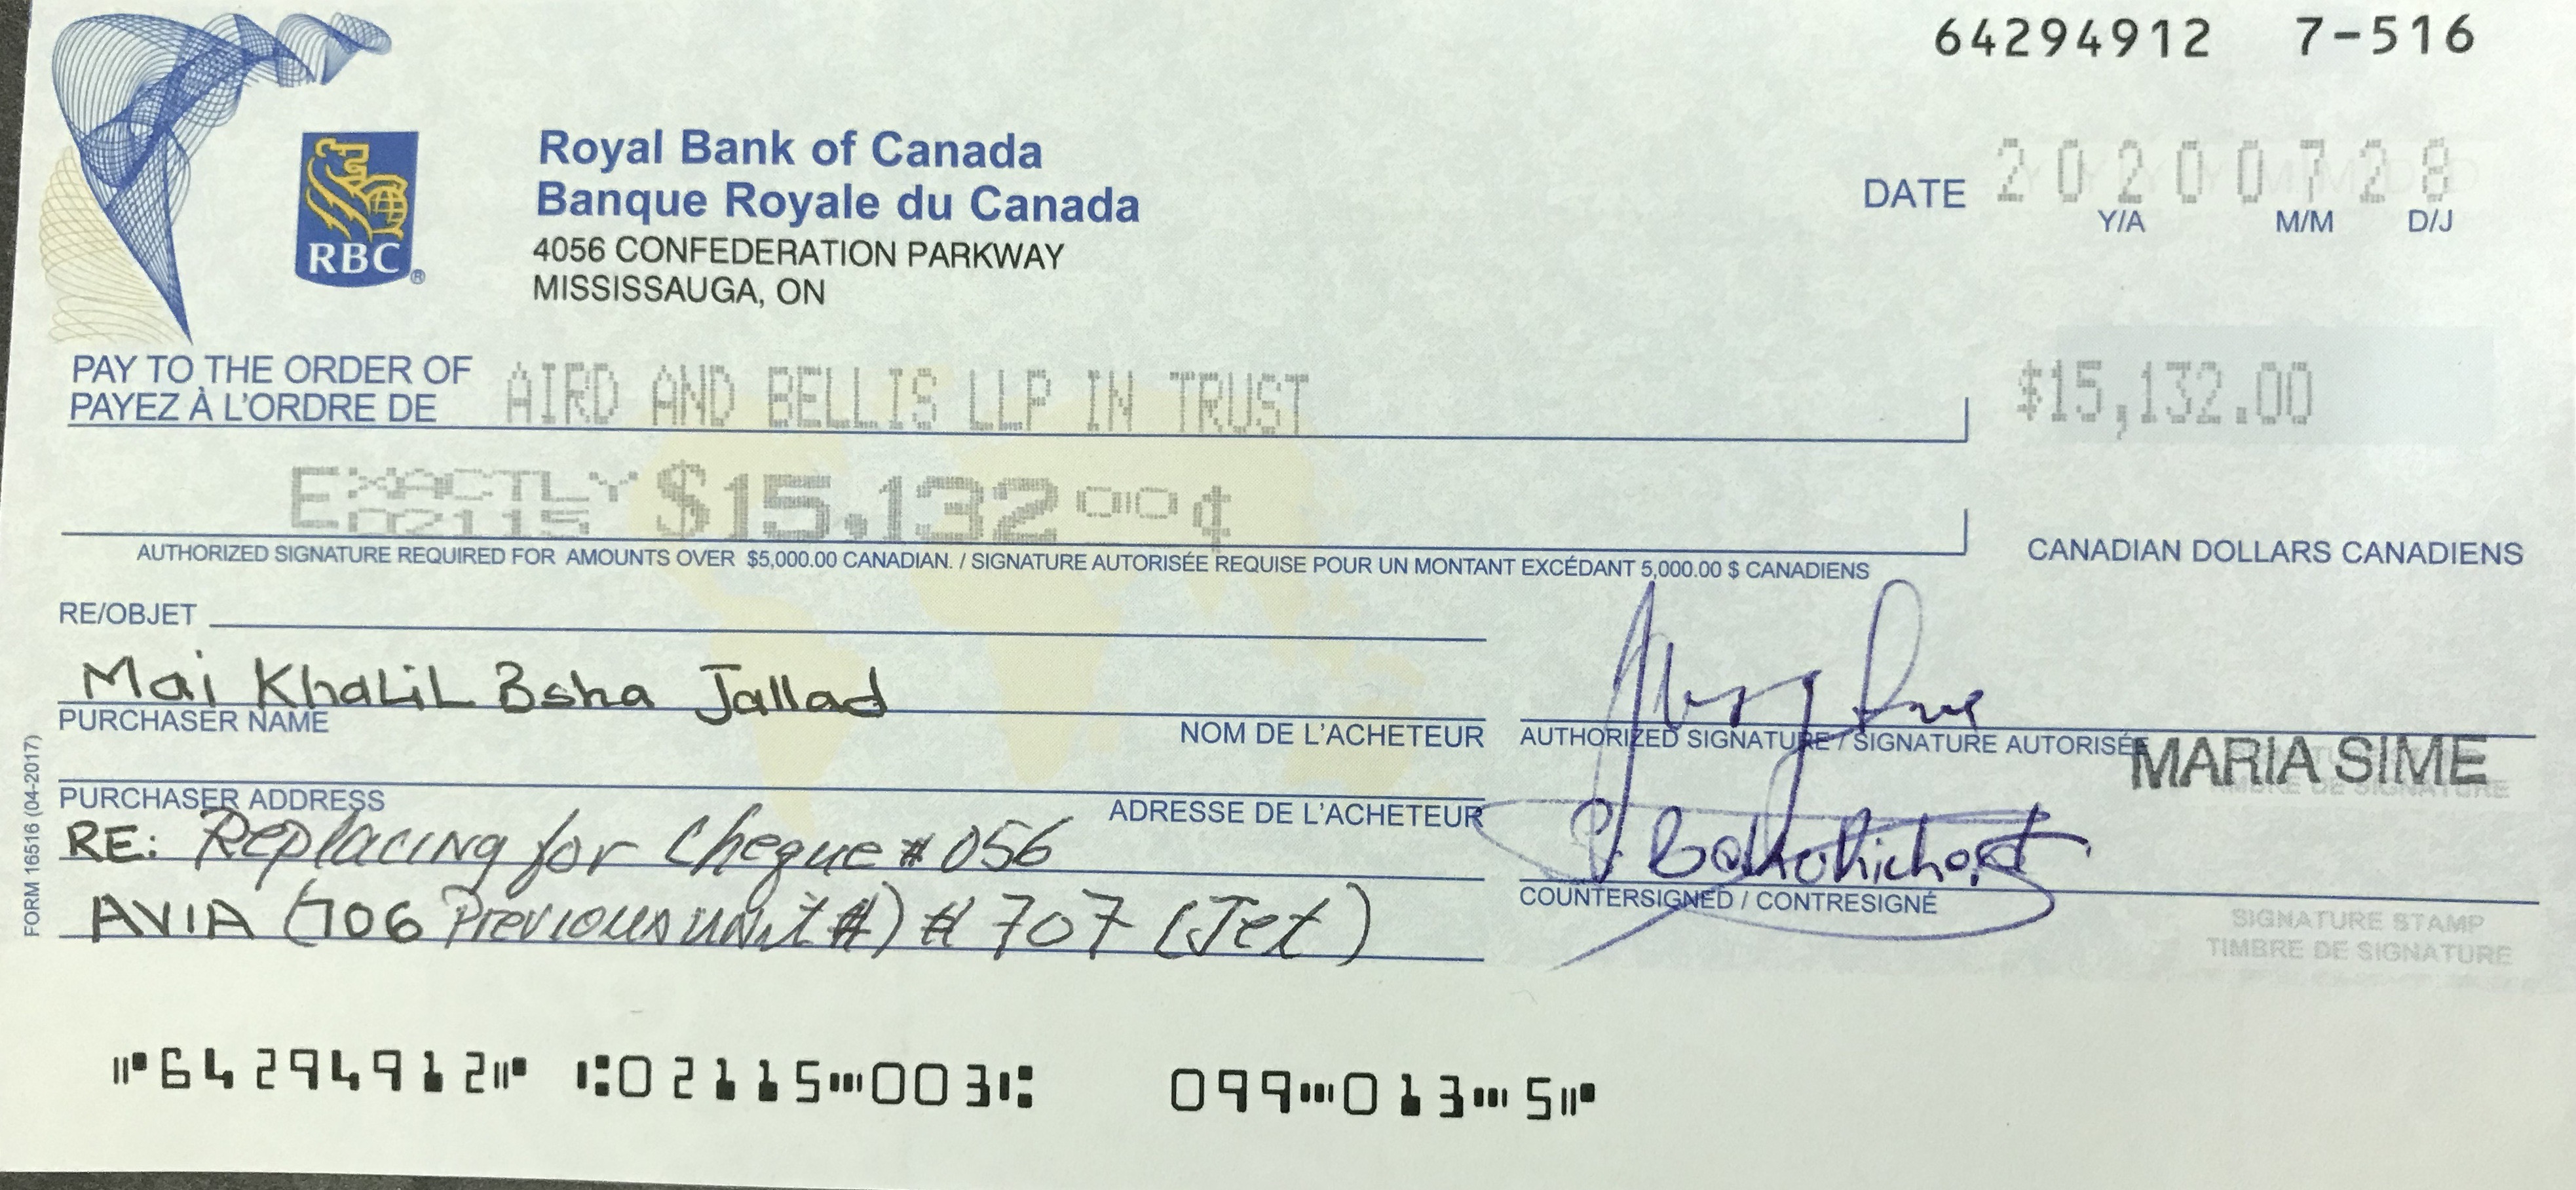 64294912 7-516
RBC®
Royal Bank of Canada
Banque Royale du Canada
4056 CONFEDERATION PARKWAY
MISSISSAUGA, ON
DATE 20200728
Y/A M/M D/J
PAY TO THE ORDER OF
PAYEZ À L'ORDRE DE
AIRD AND BELLIS LLP IN TRUST
$15,132.00
EXACTLY $15,132 00¢
02115
AUTHORIZED SIGNATURE REQUIRED FOR AMOUNTS OVER $5,000.00 CANADIAN. / SIGNATURE AUTORISÉE REQUISE POUR UN MONTANT EXCÉDANT 5,000.00 $ CANADIENS
CANADIAN DOLLARS CANADIENS
RE/OBJET
Mai KhaLiL Bsha Jallad
PURCHASER NAME NOM DE L'ACHETEUR
AUTHORIZED SIGNATURE / SIGNATURE AUTORISÉE
MARIA SIME
TIMBRE DE SIGNATURE
PURCHASER ADDRESS ADRESSE DE L'ACHETEUR
RE: Replacing for Cheque # 056
AVIA (706 Previous unit #) # 707 (Jet)
COUNTERSIGNED / CONTRESIGNÉ
SIGNATURE STAMP
TIMBRE DE SIGNATURE
FORM 16516 (04-2017)
⑈64294912⑈ ⑆02115⑉003⑆ 099⑉013⑉5⑈